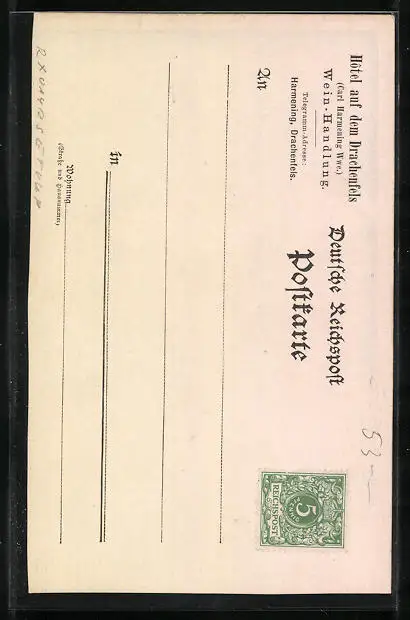 Hôtel auf dem Drachenfels
(Carl Harmening Wwe.)
Wein-Handlung.
Telegramm-Adresse:
Harmening, Drachenfels.
Deutsche Reichspost
Postkarte
53
5
REICHSPOST
An
in
Wohnung
(Straße und Hausnummer)